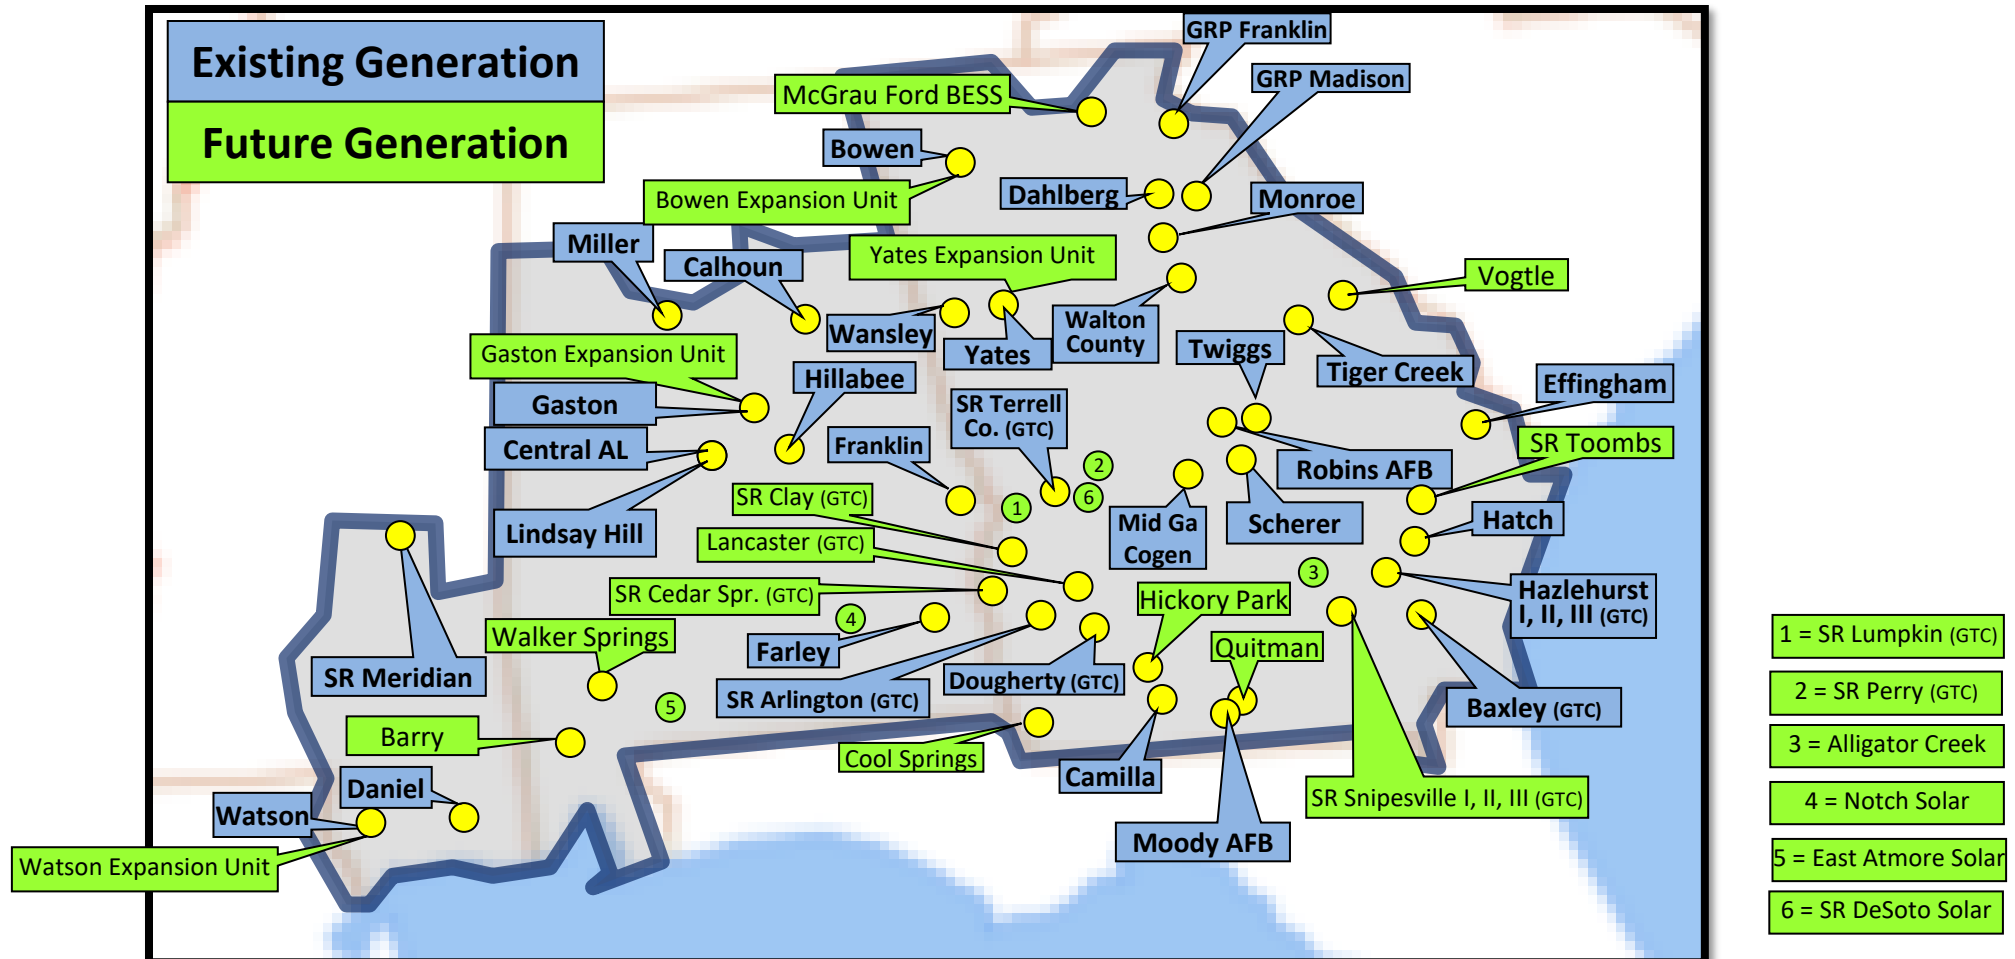 Existing Generation
Future Generation
GRP Franklin
GRP Madison
McGrau Ford BESS
Bowen
Bowen Expansion Unit
Dahlberg
Monroe
Miller
Calhoun
Yates Expansion Unit
Vogtle
Wansley
Yates
Walton
County
Twiggs
Tiger Creek
Gaston Expansion Unit
Gaston
Hillabee
SR Terrell
Co. (GTC)
Effingham
SR Toombs
Central AL
Franklin
Robins AFB
2
SR Clay (GTC)
6
1
Lindsay Hill
Mid Ga
Cogen
Scherer
Hatch
Lancaster (GTC)
3
SR Cedar Spr. (GTC)
Hickory Park
Hazlehurst
I, II, III (GTC)
4
Walker Springs
Farley
Quitman
SR Meridian
SR Arlington (GTC)
Dougherty (GTC)
5
Baxley (GTC)
Barry
Cool Springs
Camilla
Daniel
SR Snipesville I, II, III (GTC)
Watson
Moody AFB
Watson Expansion Unit
1 = SR Lumpkin (GTC)
2 = SR Perry (GTC)
3 = Alligator Creek
4 = Notch Solar
5 = East Atmore Solar
6 = SR DeSoto Solar